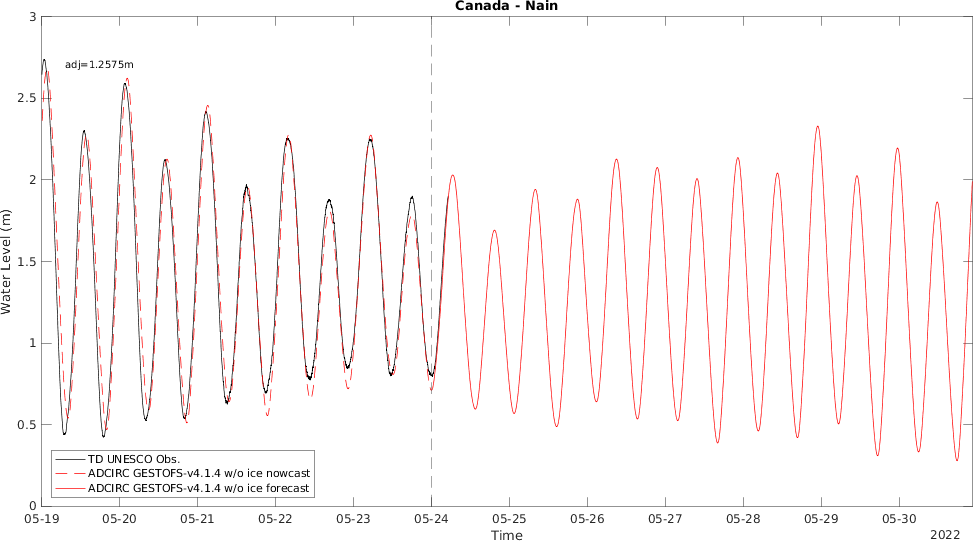 Canada - Nain
3
adj=1.2575m
2.5
2
1.5
1
0.5
0
Water Level (m)
TD UNESCO Obs.
ADCIRC GESTOFS-v4.1.4 w/o ice nowcast
ADCIRC GESTOFS-v4.1.4 w/o ice forecast
05-19 05-20 05-21 05-22 05-23 05-24 05-25 05-26 05-27 05-28 05-29 05-30
Time
2022